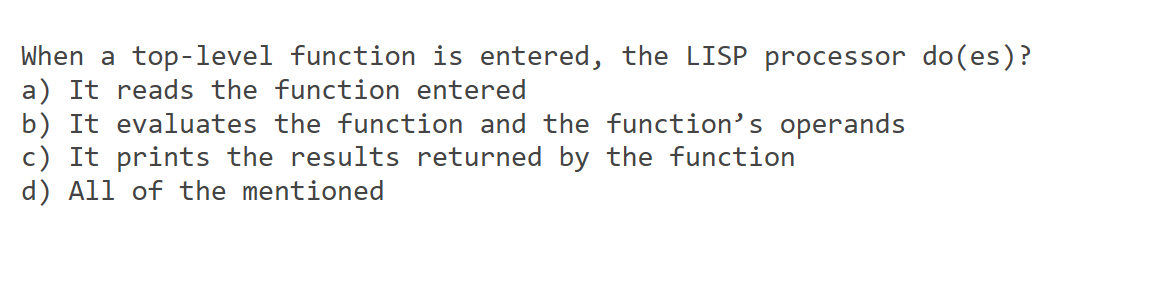 When a top-level function is entered, the LISP processor do(es)?
a) It reads the function entered
b) It evaluates the function and the function’s operands
c) It prints the results returned by the function
d) All of the mentioned